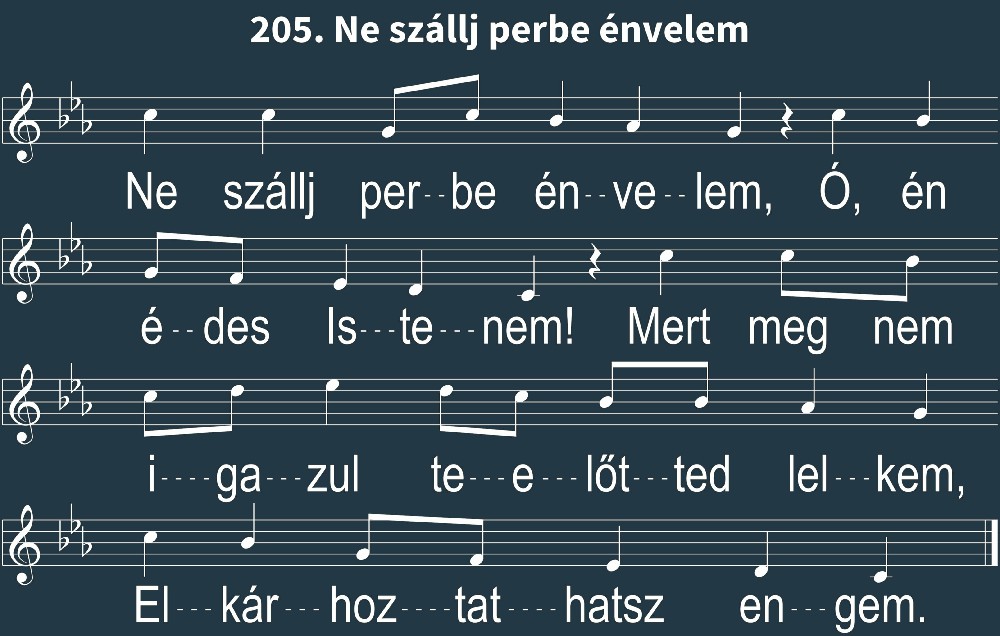 205. Ne szállj perbe énvelem
Ne szállj per--be én--ve--lem, Ó, én
é--des Is---te---nem! Mert meg nem
i----ga---zul te---e---lőt---ted lel---kem,
El---kár---hoz----tat----hatsz en---gem.